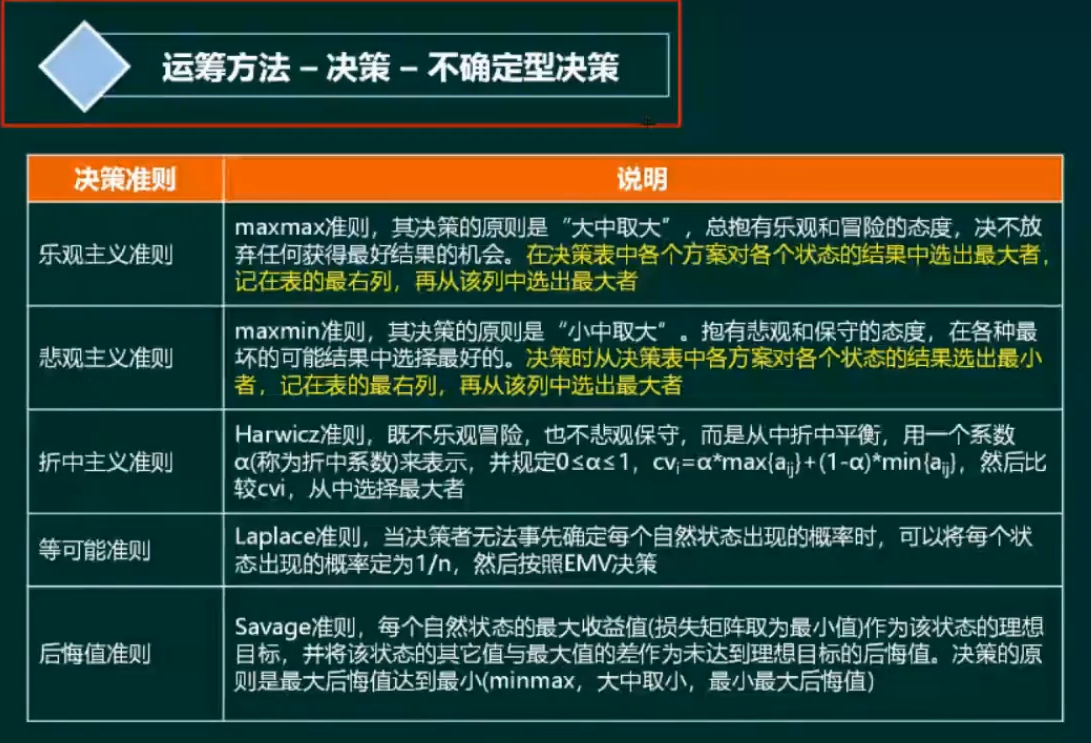 运筹方法 – 决策 – 不确定型决策
决策准则
说明
乐观主义准则
maxmax准则，其决策的原则是“大中取大”，总抱有乐观和冒险的态度，决不放
弃任何获得最好结果的机会。在决策表中各个方案对各个状态的结果中选出最大者，
记在表的最右列，再从该列中选出最大者
悲观主义准则
maxmin准则，其决策的原则是“小中取大”。抱有悲观和保守的态度，在各种最
坏的可能结果中选择最好的。决策时从决策表中各方案对各个状态的结果选出最小
者，记在表的最右列，再从该列中选出最大者
折中主义准则
Harwicz准则，既不乐观冒险，也不悲观保守，而是从中折中平衡，用一个系数
α(称为折中系数)来表示，并规定0≤α≤1，cvᵢ=α*max{aᵢⱼ}+(1-α)*min{aᵢⱼ}，然后比
较cvi，从中选择最大者
等可能准则
Laplace准则，当决策者无法事先确定每个自然状态出现的概率时，可以将每个状
态出现的概率定为1/n，然后按照EMV决策
后悔值准则
Savage准则，每个自然状态的最大收益值(损失矩阵取为最小值)作为该状态的理想
目标，并将该状态的其它值与最大值的差作为未达到理想目标的后悔值。决策的原
则是最大后悔值达到最小(minmax，大中取小，最小最大后悔值)